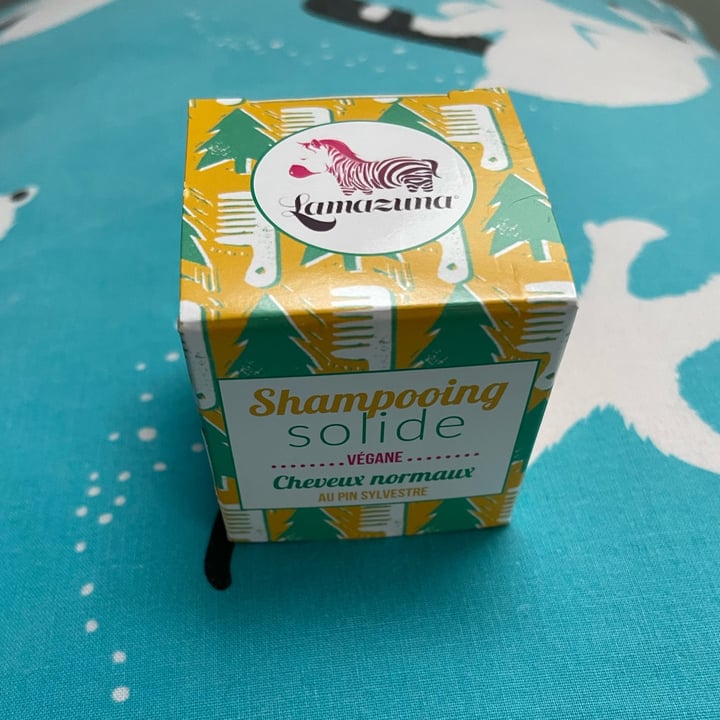 Lamazuna
Shampooing
solide
VÉGANE
Cheveux normaux
AU PIN SYLVESTRE